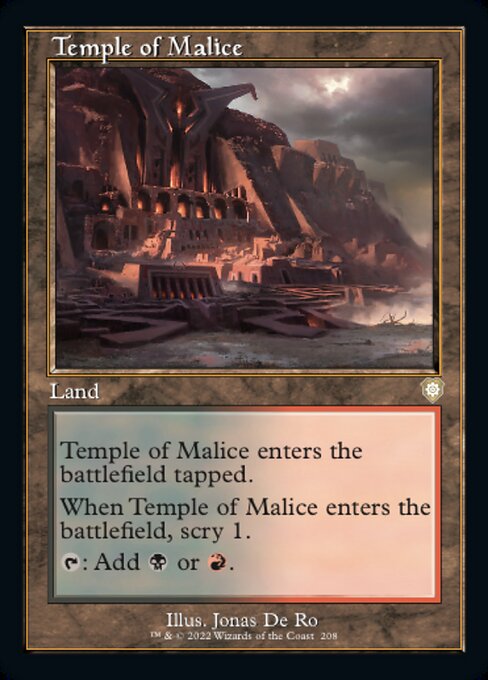 Temple of Malice
Land
Temple of Malice enters the
battlefield tapped.
When Temple of Malice enters the
battlefield, scry 1.
: Add or .
Illus. Jonas De Ro
™ & © 2022 Wizards of the Coast 208